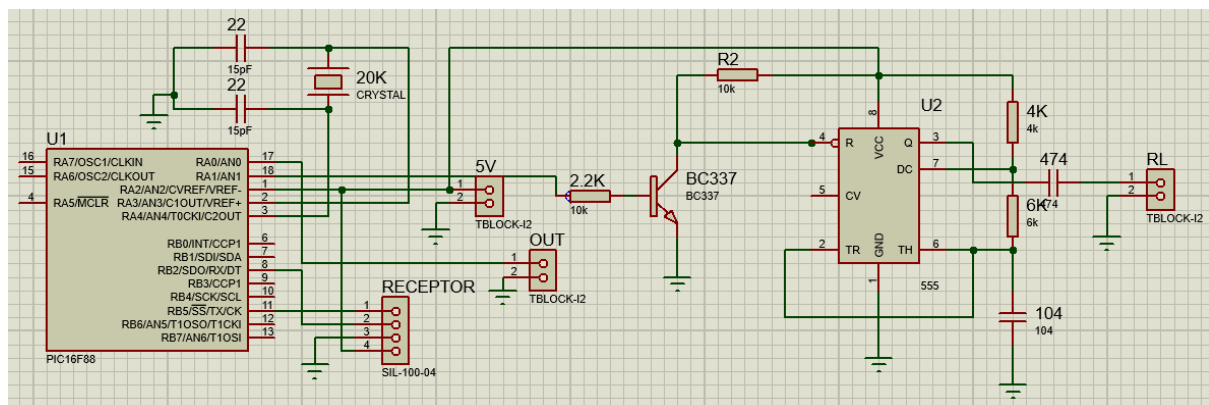 22
15pF
20K
CRYSTAL
22
15pF
U1
16 RA7/OSC1/CLKIN RA0/AN0 17
15 RA6/OSC2/CLKOUT RA1/AN1 18
RA2/AN2/CVREF/VREF- 1
4 RA5/MCLR RA3/AN3/C1OUT/VREF+ 2
RA4/AN4/T0CKI/C2OUT 3
RB0/INT/CCP1 6
RB1/SDI/SDA 7
RB2/SDO/RX/DT 8
RB3/CCP1 9
RB4/SCK/SCL 10
RB5/SS/TX/CK 11
RB6/AN5/T1OSO/T1CKI 12
RB7/AN6/T1OSI 13
PIC16F88
5V
1
2
TBLOCK-I2
OUT
1
2
TBLOCK-I2
RECEPTOR
1
2
3
4
SIL-100-04
2.2K
10k
BC337
BC337
R2
10k
U2
8
VCC
4 R Q 3
DC 7
5 CV
2 TR GND TH 6
1
555
4K
4k
6K
6k
474
474
104
104
RL
1
2
TBLOCK-I2